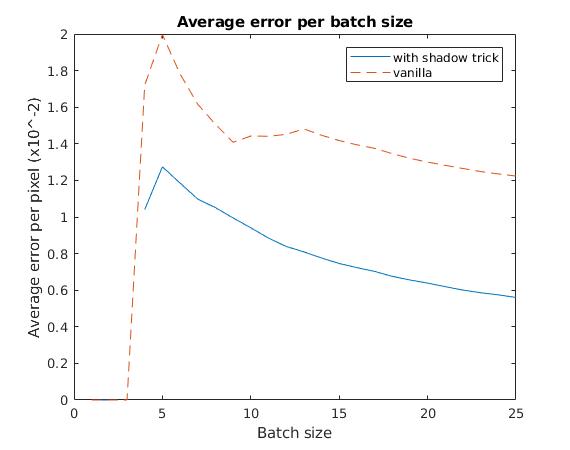 Average error per batch size
with shadow trick
vanilla
Average error per pixel (x10^-2)
2
1.8
1.6
1.4
1.2
1
0.8
0.6
0.4
0.2
0
0 5 10 15 20 25
Batch size